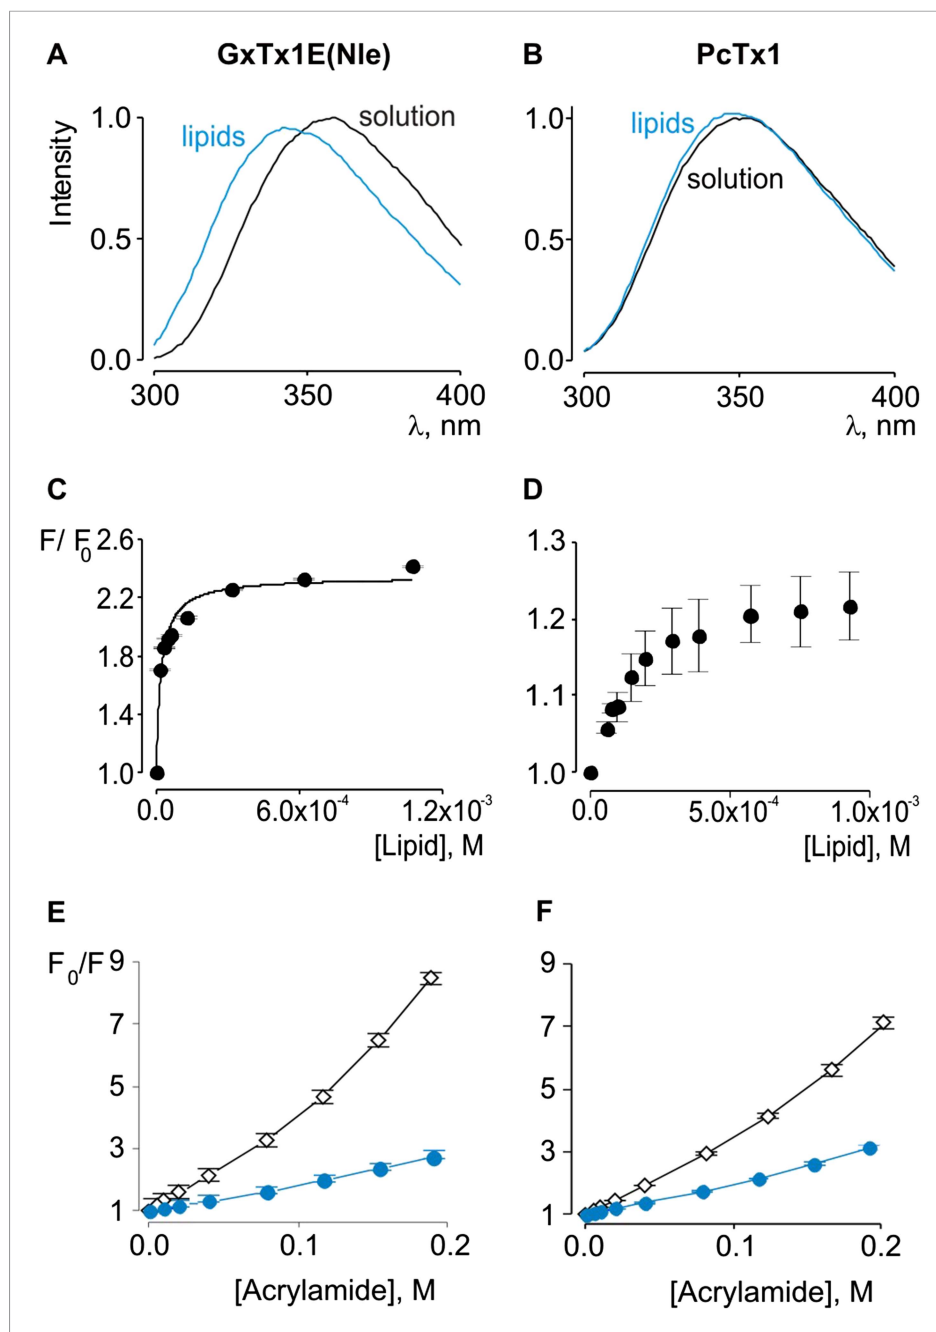 A GxTx1E(Nle)
B PcTx1
Intensity
1.0
0.5
0.0
lipids
solution
300 350 400
λ, nm
1.0
0.5
0.0
lipids
solution
300 350 400
λ, nm
C
F/ F0
2.6
2.2
1.8
1.4
1.0
0.0 6.0x10-4 1.2x10-3
[Lipid], M
D
1.3
1.2
1.1
1.0
0.0 5.0x10-4 1.0x10-3
[Lipid], M
E
F0/F
9
7
5
3
1
0.0 0.1 0.2
[Acrylamide], M
F
9
7
5
3
1
0.0 0.1 0.2
[Acrylamide], M